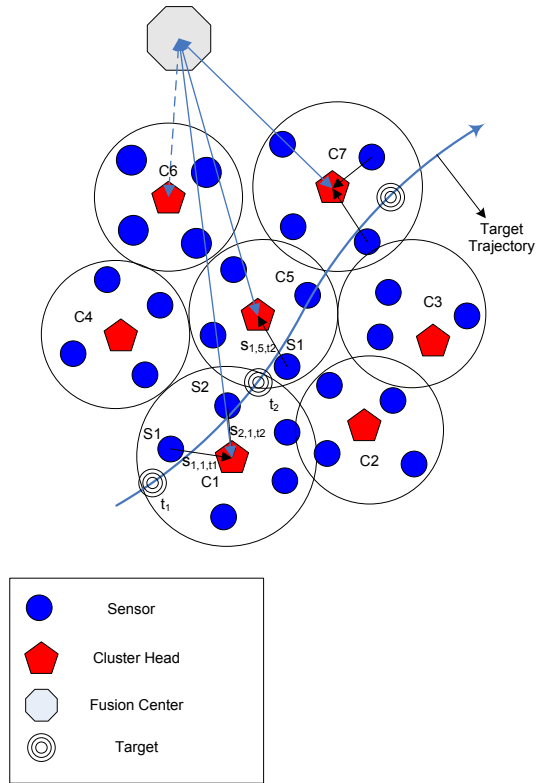 C6
C7
Target
Trajectory
C5
C3
C4
S1
s1,5,t2
S2
t2
S1
s2,1,t2
s1,1,t1
C1
C2
t1
Sensor
Cluster Head
Fusion Center
Target